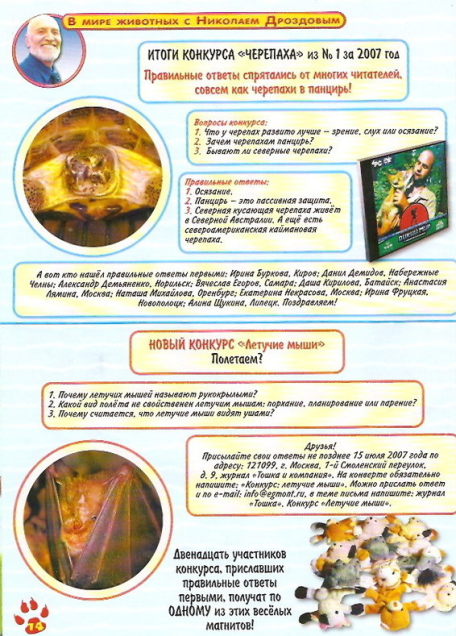 В мире животных с Николаем Дроздовым
ИТОГИ КОНКУРСА «ЧЕРЕПАХА» из № 1 за 2007 год
Правильные ответы спрятались от многих читателей,
совсем как черепахи в панцирь!
Вопросы конкурса:
1. Что у черепах развито лучше – зрение, слух или осязание?
2. Зачем черепахам панцирь?
3. Бывают ли северные черепахи?
Правильные ответы:
1. Осязание.
2. Панцирь – это пассивная защита.
3. Северная кусающая черепаха живёт
в Северной Австралии. А ещё есть
североамериканская каймановая
черепаха.
А вот кто нашёл правильные ответы первыми: Ирина Буркова, Киров; Данил Демидов, Набережные
Челны; Александр Демьяненко, Норильск; Вячеслав Егоров, Самара; Даша Кирилова, Батайск; Анастасия
Лямина, Москва; Наташа Михайлова, Оренбург; Екатерина Некрасова, Москва; Ирина Фруцкая,
Новополоцк; Алина Щукина, Липецк. Поздравляем!
НОВЫЙ КОНКУРС «Летучие мыши»
Полетаем?
1. Почему летучих мышей называют рукокрылыми?
2. Какой вид полёта не свойственен летучим мышам: порхание, планирование или парение?
3. Почему считается, что летучие мыши видят ушами?
Друзья!
Присылайте свои ответы не позднее 15 июля 2007 года по
адресу: 121099, г. Москва, 1-й Смоленский переулок,
д. 9, журнал «Тошка и компания». На конверте обязательно
напишите: «Конкурс: летучие мыши». Можно прислать ответ
и по e-mail: info@egmont.ru, в теме письма напишите: журнал
«Тошка», Конкурс «Летучие мыши».
Двенадцать участников
конкурса, приславших
правильные ответы
первыми, получат по
ОДНОМУ из этих весёлых
магнитов!
14